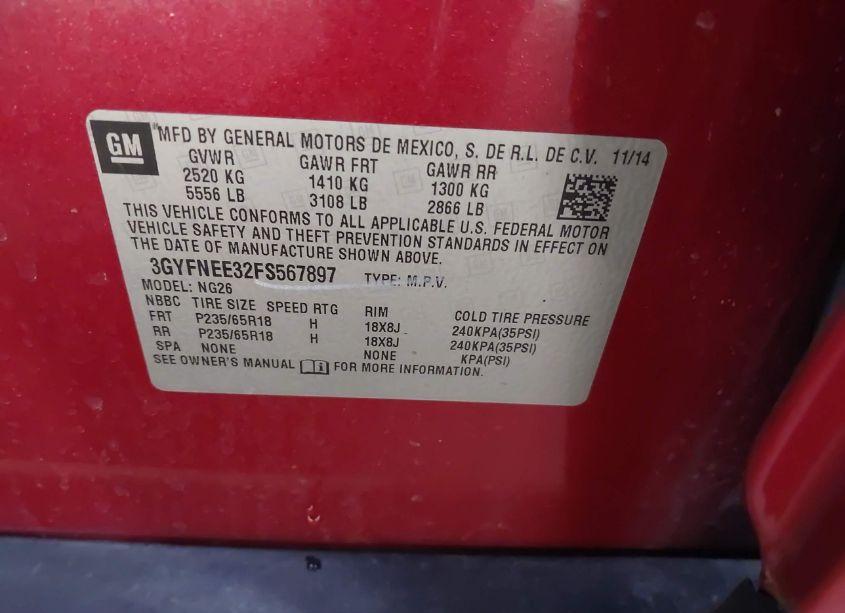 GM
MFD BY GENERAL MOTORS DE MEXICO, S. DE R.L. DE C.V. 11/14
GVWR GAWR FRT GAWR RR
2520 KG 1410 KG 1300 KG
5556 LB 3108 LB 2866 LB
THIS VEHICLE CONFORMS TO ALL APPLICABLE U.S. FEDERAL MOTOR
VEHICLE SAFETY AND THEFT PREVENTION STANDARDS IN EFFECT ON
THE DATE OF MANUFACTURE SHOWN ABOVE.
3GYFNEE32FS567897 TYPE: M.P.V.
MODEL: NG26
NBBC TIRE SIZE SPEED RTG RIM COLD TIRE PRESSURE
FRT P235/65R18 H 18X8J 240KPA(35PSI)
RR P235/65R18 H 18X8J 240KPA(35PSI)
SPA NONE NONE KPA(PSI)
SEE OWNER'S MANUAL FOR MORE INFORMATION.